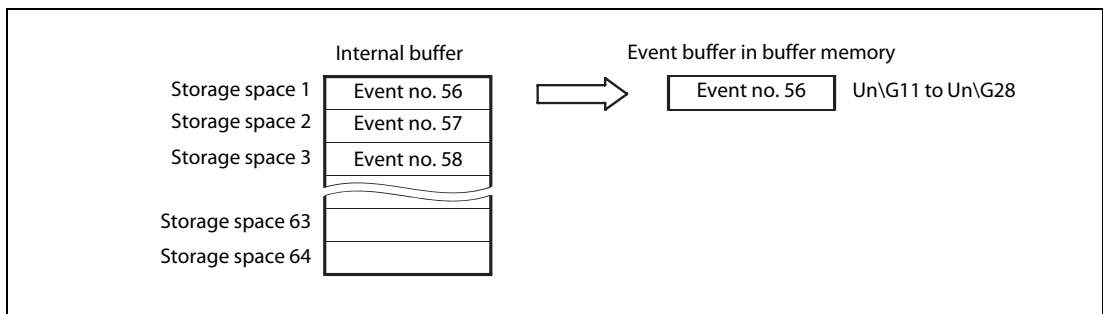 Internal buffer Event buffer in buffer memory
Storage space 1 Event no. 56 Event no. 56 Un\G11 to Un\G28
Storage space 2 Event no. 57
Storage space 3 Event no. 58
Storage space 63
Storage space 64